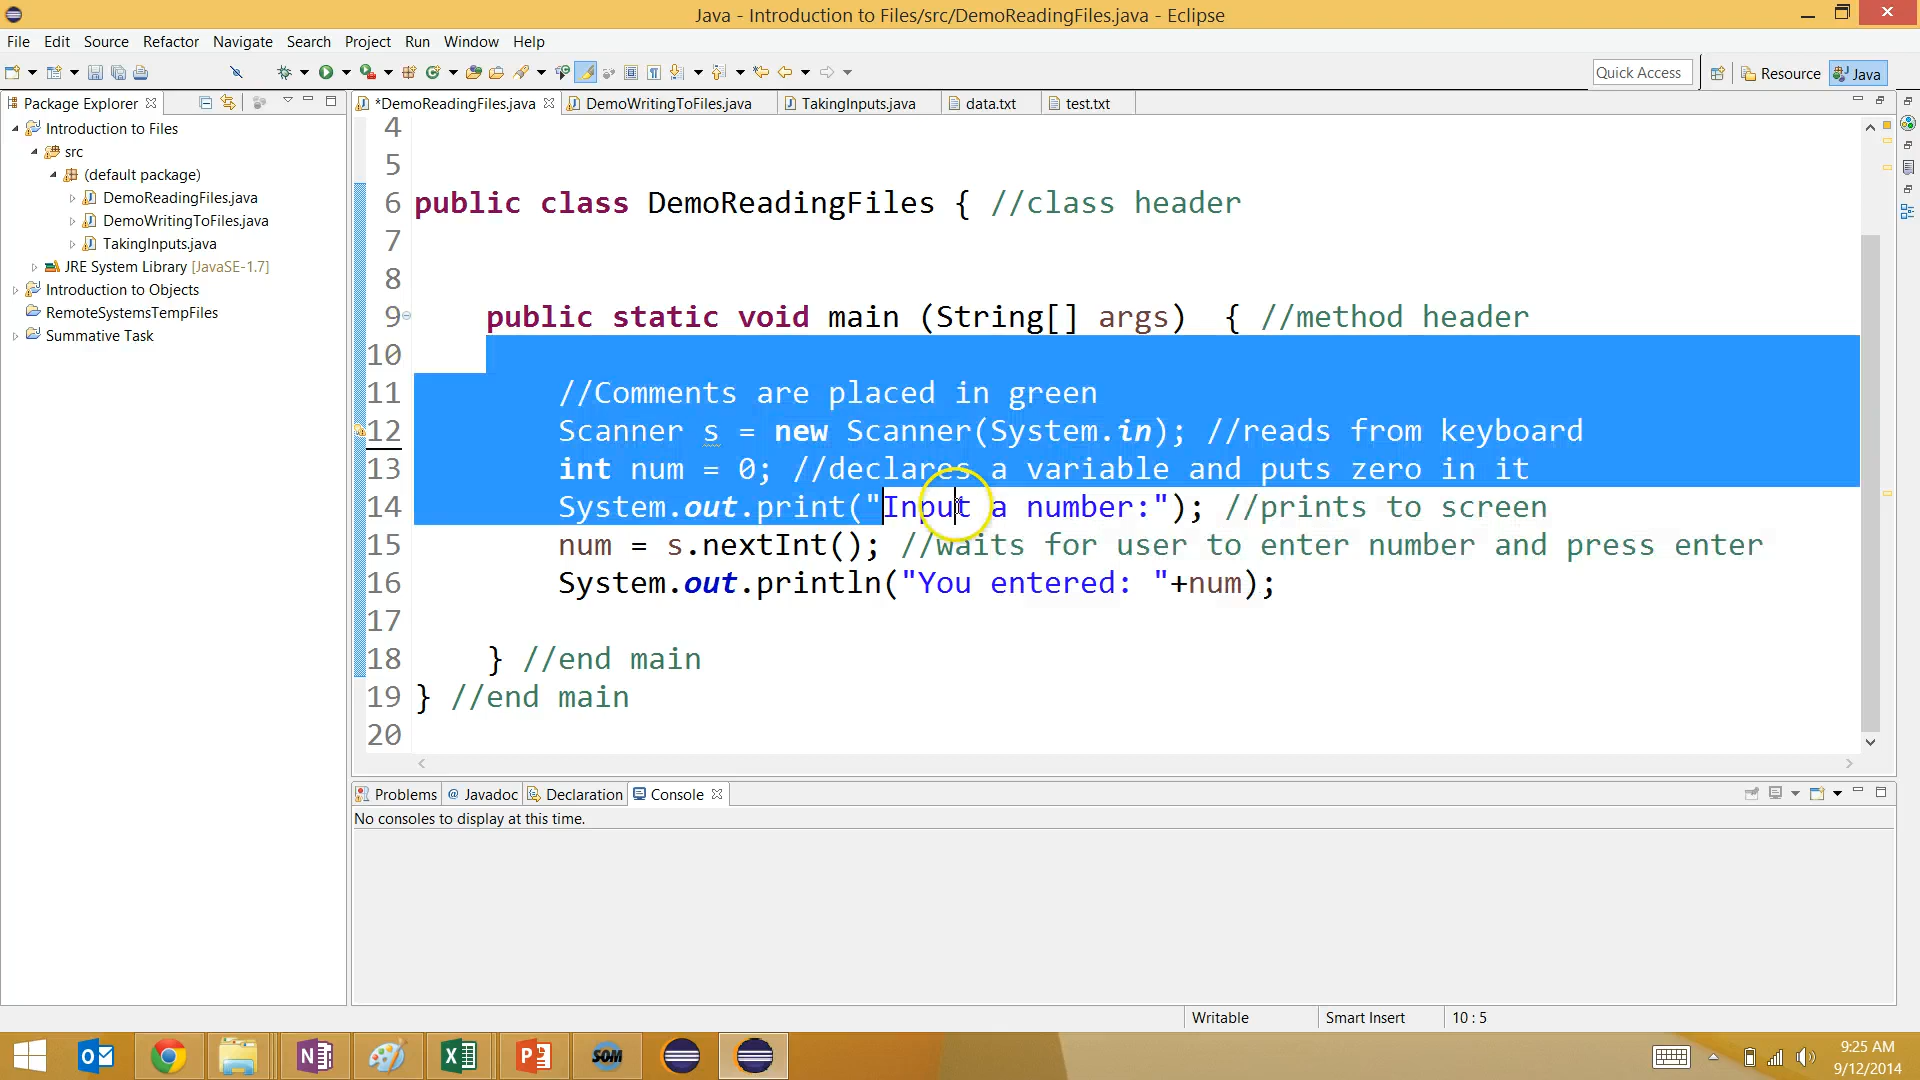 Java - Introduction to Files/src/DemoReadingFiles.java - Eclipse
File Edit Source Refactor Navigate Search Project Run Window Help
Quick Access Resource Java
Package Explorer
Introduction to Files
src
(default package)
DemoReadingFiles.java
DemoWritingToFiles.java
TakingInputs.java
JRE System Library [JavaSE-1.7]
Introduction to Objects
RemoteSystemsTempFiles
Summative Task
*DemoReadingFiles.java DemoWritingToFiles.java TakingInputs.java data.txt test.txt
4
5
6 public class DemoReadingFiles { //class header
7
8
9 public static void main (String[] args) { //method header
10
11 //Comments are placed in green
12 Scanner s = new Scanner(System.in); //reads from keyboard
13 int num = 0; //declares a variable and puts zero in it
14 System.out.print("Input a number:"); //prints to screen
15 num = s.nextInt(); //waits for user to enter number and press enter
16 System.out.println("You entered: "+num);
17
18 } //end main
19 } //end main
20
Problems @ Javadoc Declaration Console
No consoles to display at this time.
Writable Smart Insert 10 : 5
SOM
9:25 AM
9/12/2014